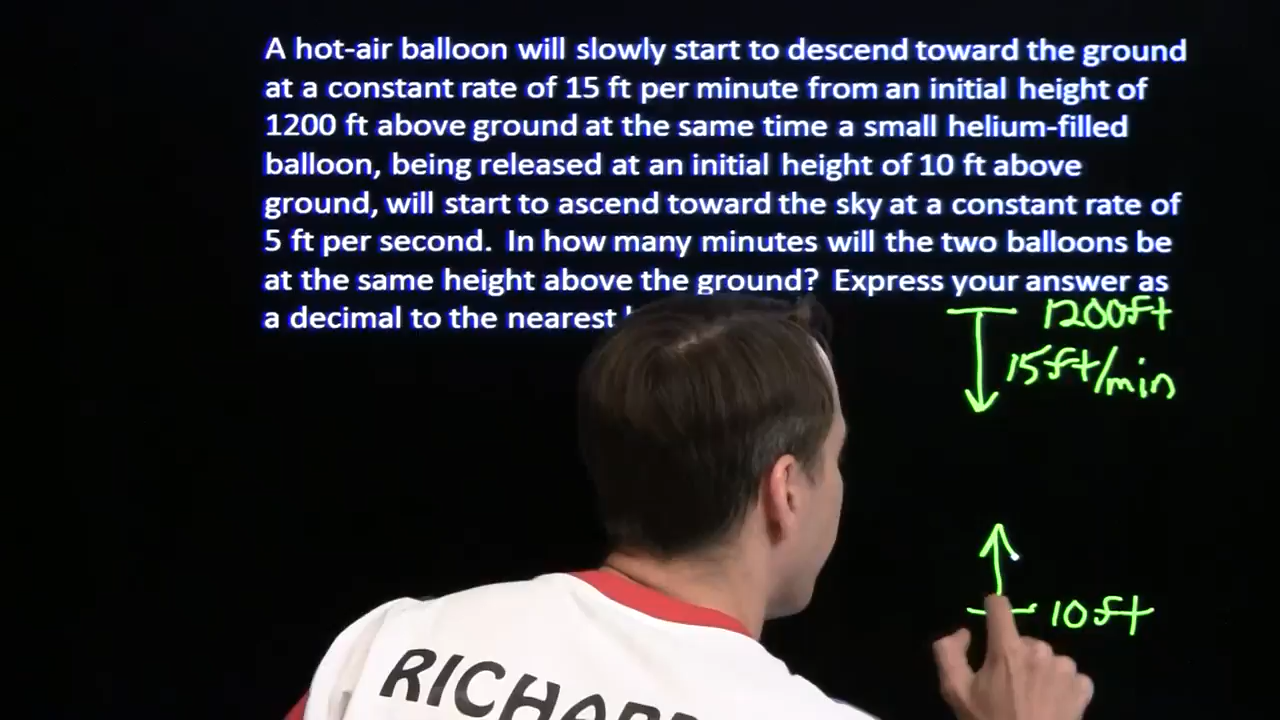 A hot-air balloon will slowly start to descend toward the ground
at a constant rate of 15 ft per minute from an initial height of
1200 ft above ground at the same time a small helium-filled
balloon, being released at an initial height of 10 ft above
ground, will start to ascend toward the sky at a constant rate of
5 ft per second. In how many minutes will the two balloons be
at the same height above the ground? Express your answer as
a decimal to the nearest
1200ft
15ft/min
10ft